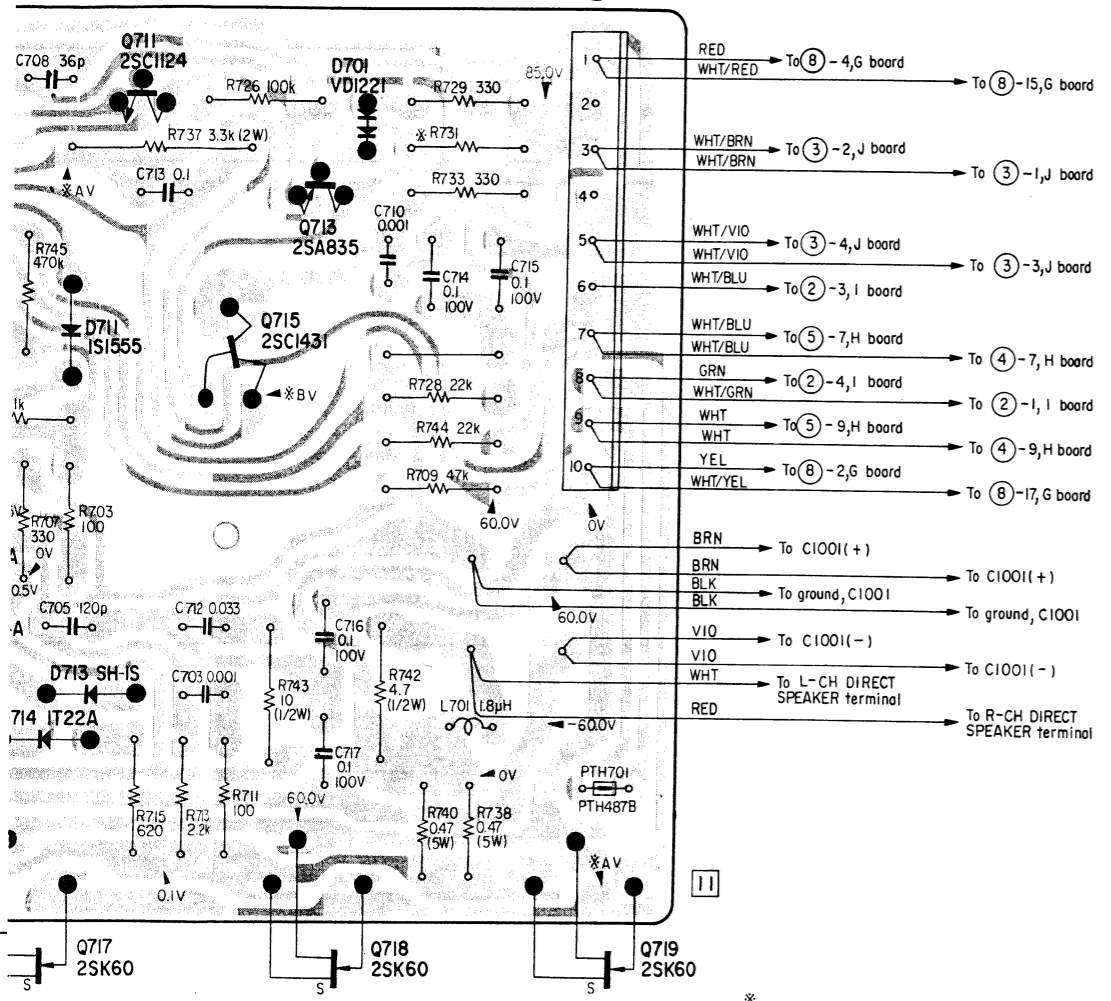 Q711
2SC1124
C708 36p
D701
VD1221
R726 100k
R729 330
85.0V
R737 3.3k (2W)
※R731
※AV
C713 0.1
R733 330
Q713
2SA835
C710
0.001
R745
470k
C714
0.1
100V
C715
0.1
100V
D711
1S1555
Q715
2SC1431
※BV
R728 22k
1k
R744 22k
R709 47k
60.0V
0V
R707
330
0V
R703
100
0.5V
C705 120p
C712 0.033
A
C716
0.1
100V
60.0V
D713 SH-1S
C703 0.001
R743
10
(1/2W)
R742
4.7
(1/2W)
L701 1.8µH
-60.0V
714 1T22A
C717
0.1
100V
0V
PTH701
PTH487B
R715
620
R713
2.2k
R711
100
60.0V
R740
0.47
(5W)
R738
0.47
(5W)
※AV
0.1V
11
1
2
3
4
5
6
7
8
9
10
RED To 8 -4,G board
WHT/RED To 8 -15,G board
WHT/BRN To 3 -2,J board
WHT/BRN To 3 -1,J board
WHT/VIO To 3 -4,J board
WHT/VIO To 3 -3,J board
WHT/BLU To 2 -3, I board
WHT/BLU To 5 -7,H board
WHT/BLU To 4 -7, H board
GRN To 2 -4,I board
WHT/GRN To 2 -1, I board
WHT To 5 -9,H board
WHT To 4 -9,H board
YEL To 8 -2,G board
WHT/YEL To 8 -17, G board
BRN To C1001(+)
BRN To C1001(+)
BLK To ground, C1001
BLK To ground, C1001
VIO To C1001(-)
VIO To C1001(-)
WHT To L-CH DIRECT
SPEAKER terminal
RED To R-CH DIRECT
SPEAKER terminal
Q717
2SK60
S
Q718
2SK60
S
Q719
2SK60
S
※